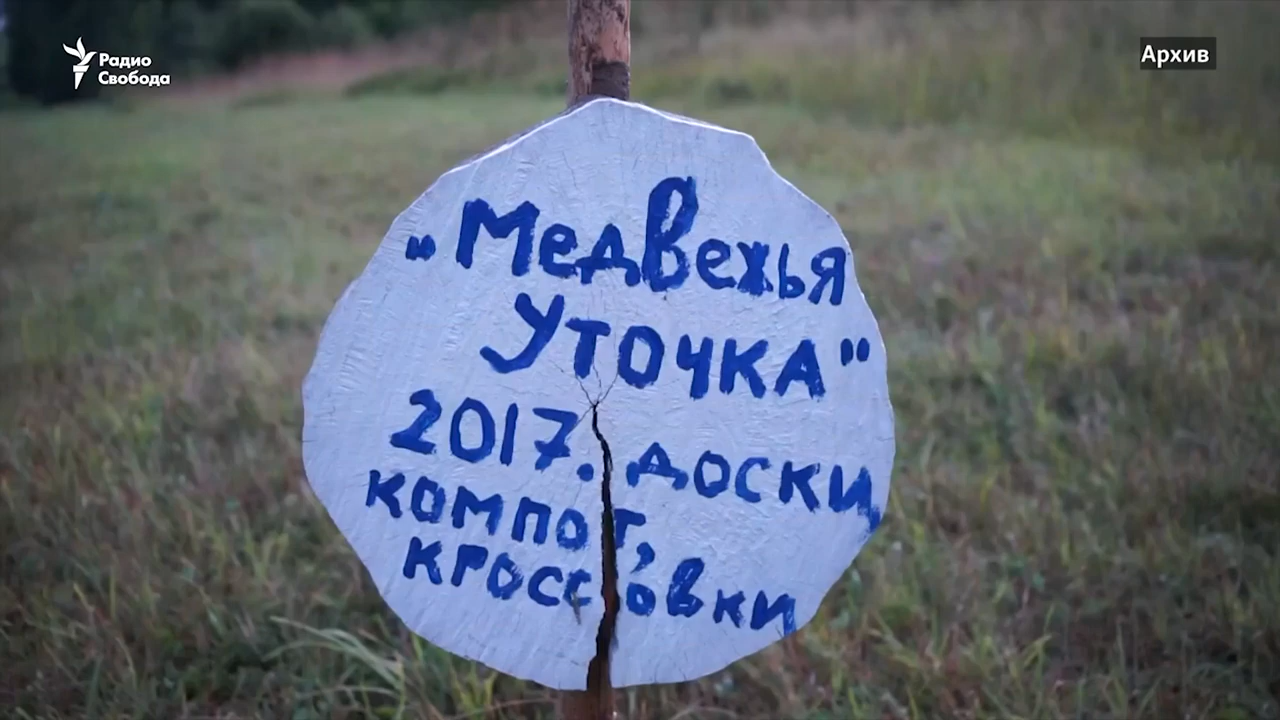 Радио
Свобода
Архив
„Медвежья
Уточка"
2017. доски
компот,
кроссовки